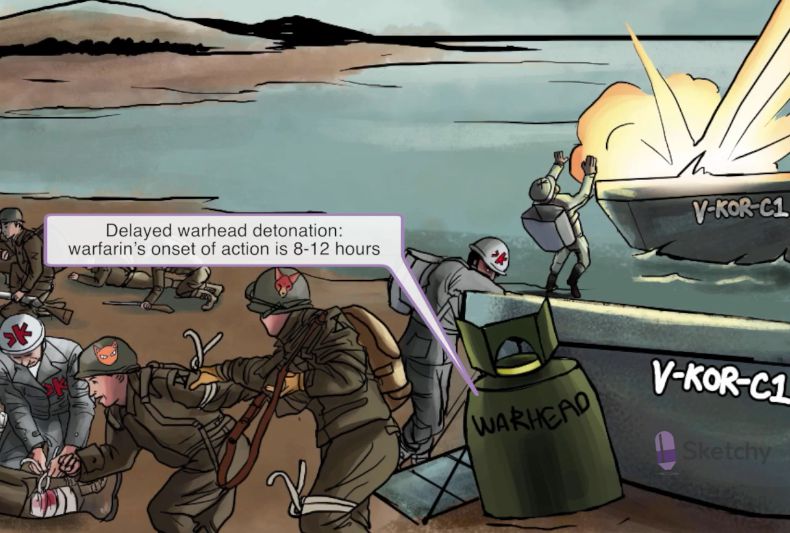 V-KOR-C1
Delayed warhead detonation:
warfarin's onset of action is 8-12 hours
K
K
V-KOR-C1
WARHEAD
Sketchy